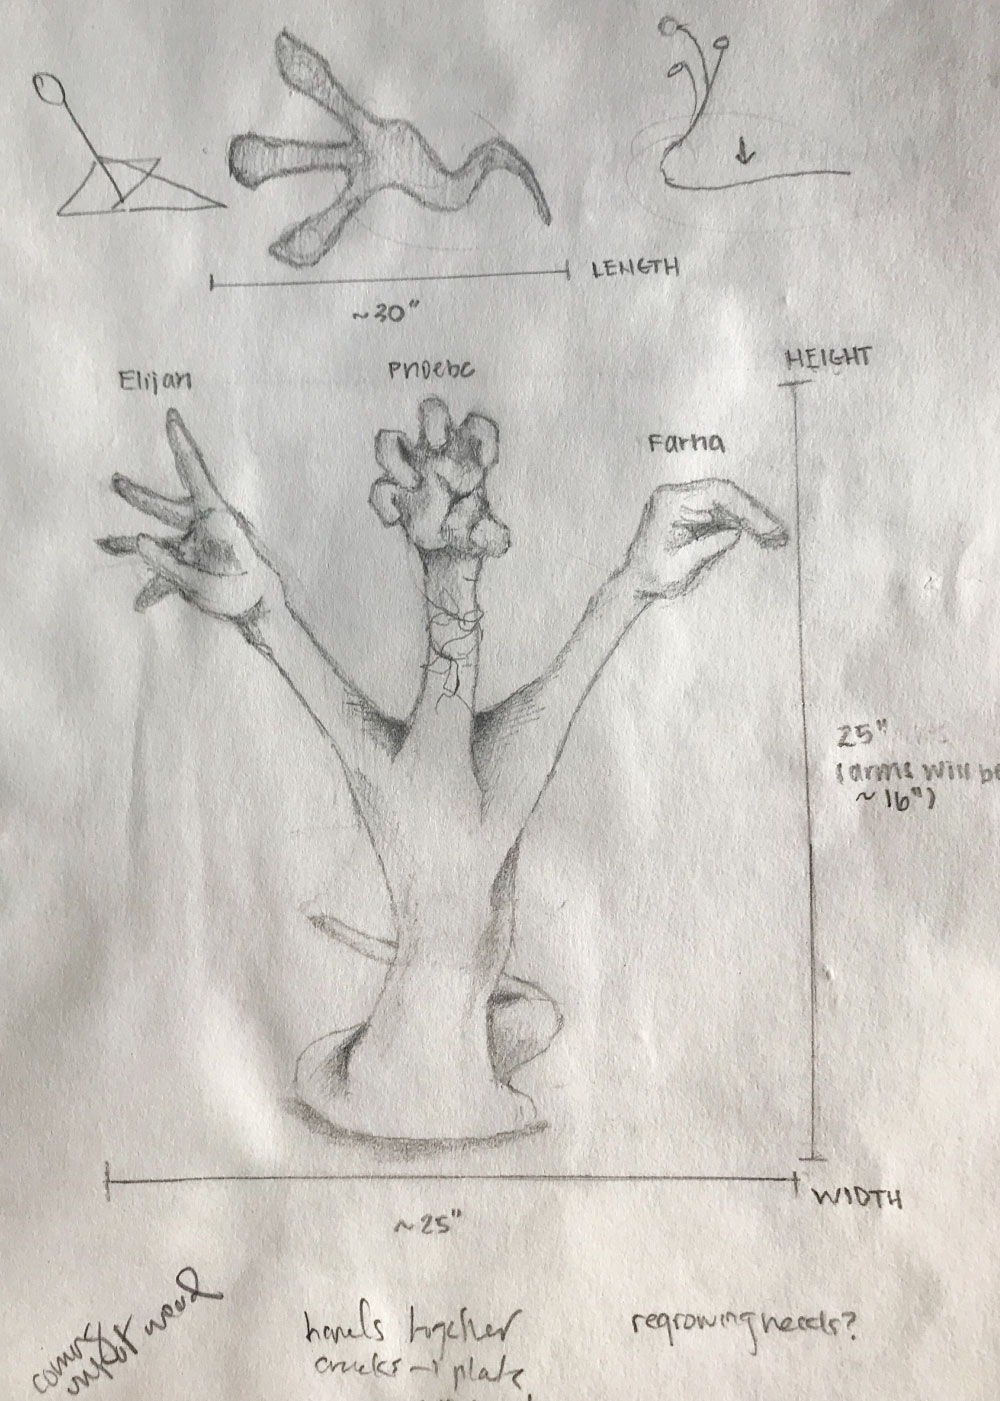 LENGTH
~30"
HEIGHT
Elijah
Phoebe
Farha
25"
(arms will be
~16")
WIDTH
~25"
coming
out wood
hands together
cracks → plate
regrowing heads?